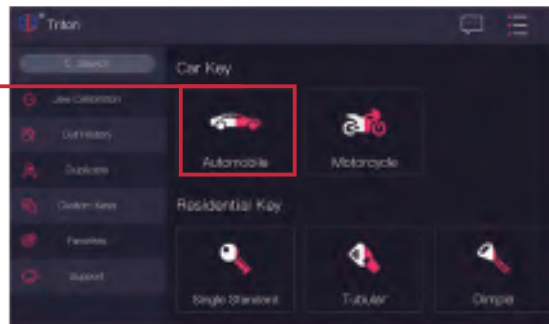 Triton
Search
Car Key
Jaw Calibration
Cut History
Automobile
Motorcycle
Duplicate
Custom Keys
Residential Key
Favorites
Support
Single Standard
Tubular
Dimple